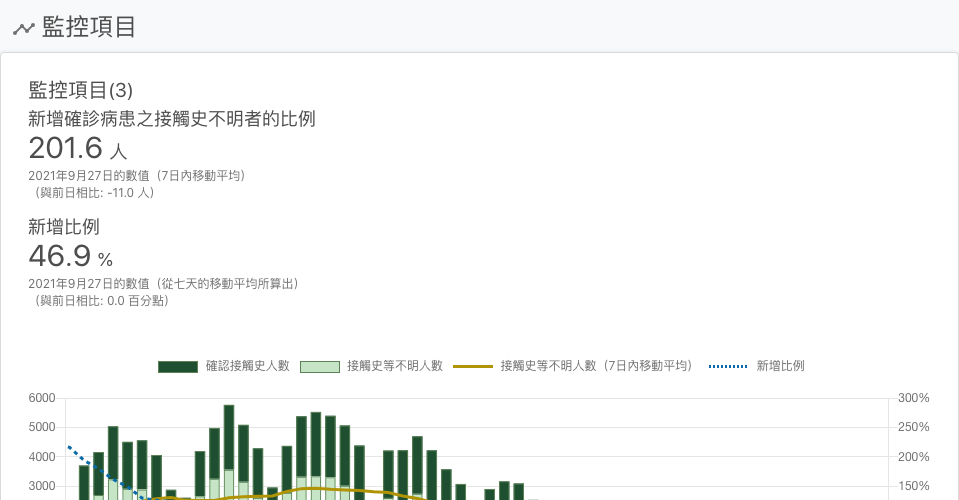 監控項目
監控項目(3)
新增確診病患之接觸史不明者的比例
201.6 人
2021年9月27日的數值（7日內移動平均）
（與前日相比: -11.0 人）
新增比例
46.9 %
2021年9月27日的數值（從七天的移動平均所算出）
（與前日相比: 0.0 百分點）
確認接觸史人數 接觸史等不明人數 接觸史等不明人數（7日內移動平均） 新增比例
6000 300%
5000 250%
4000 200%
3000 150%